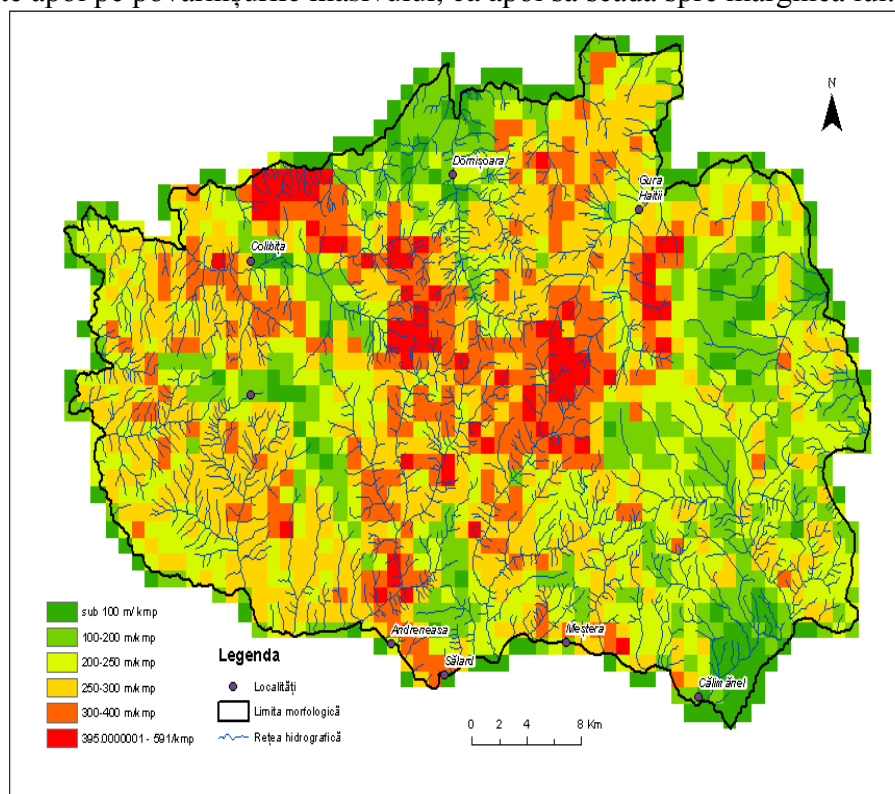 te apoi pe povârnișurile masivului, ca apoi să scadă spre marginea
N
Dornișoara
Gura
Haitii
Colibița
sub 100 m/kmp
100-200 m/kmp
200-250 m/kmp
250-300 m/kmp
300-400 m/kmp
395.0000001 - 591/kmp
Legenda
Localități
Limita morfologică
Rețea hidrografică
Andreneasa
Sălard
Meștera
Călimănel
0 2 4 8 Km